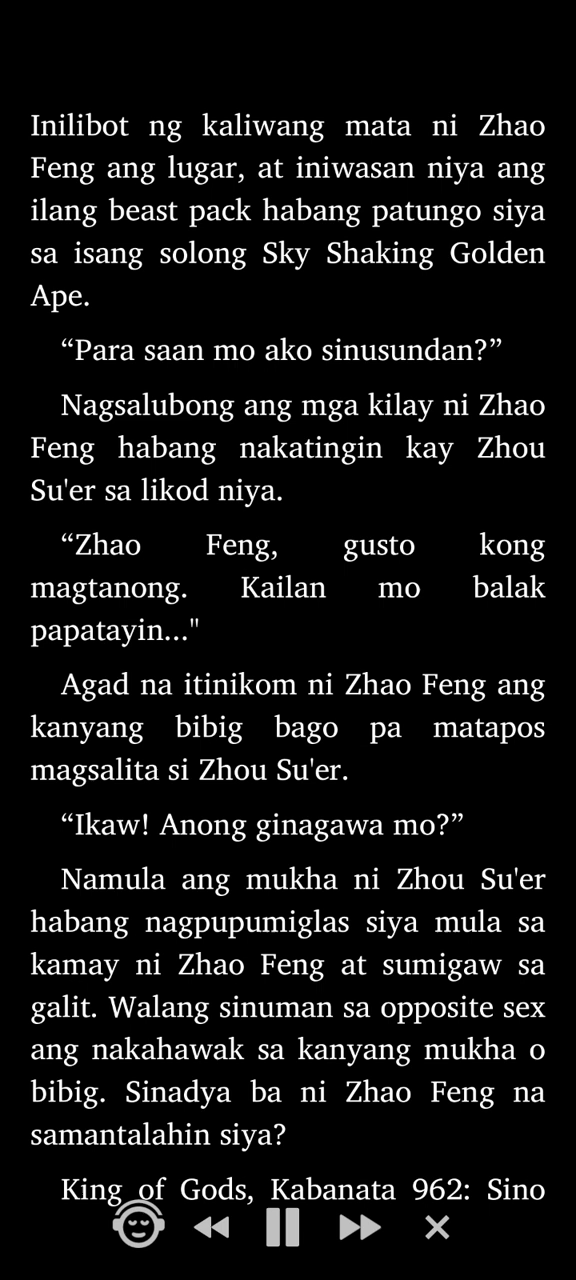 Inilibot ng kaliwang mata ni Zhao
Feng ang lugar, at iniwasan niya ang
ilang beast pack habang patungo siya
sa isang solong Sky Shaking Golden
Ape.
“Para saan mo ako sinusundan?”
Nagsalubong ang mga kilay ni Zhao
Feng habang nakatingin kay Zhou
Su'er sa likod niya.
“Zhao Feng, gusto kong
magtanong. Kailan mo balak
papatayin..."
Agad na itinikom ni Zhao Feng ang
kanyang bibig bago pa matapos
magsalita si Zhou Su'er.
“Ikaw! Anong ginagawa mo?”
Namula ang mukha ni Zhou Su'er
habang nagpupumiglas siya mula sa
kamay ni Zhao Feng at sumigaw sa
galit. Walang sinuman sa opposite sex
ang nakahawak sa kanyang mukha o
bibig. Sinadya ba ni Zhao Feng na
samantalahin siya?
King of Gods, Kabanata 962: Sino